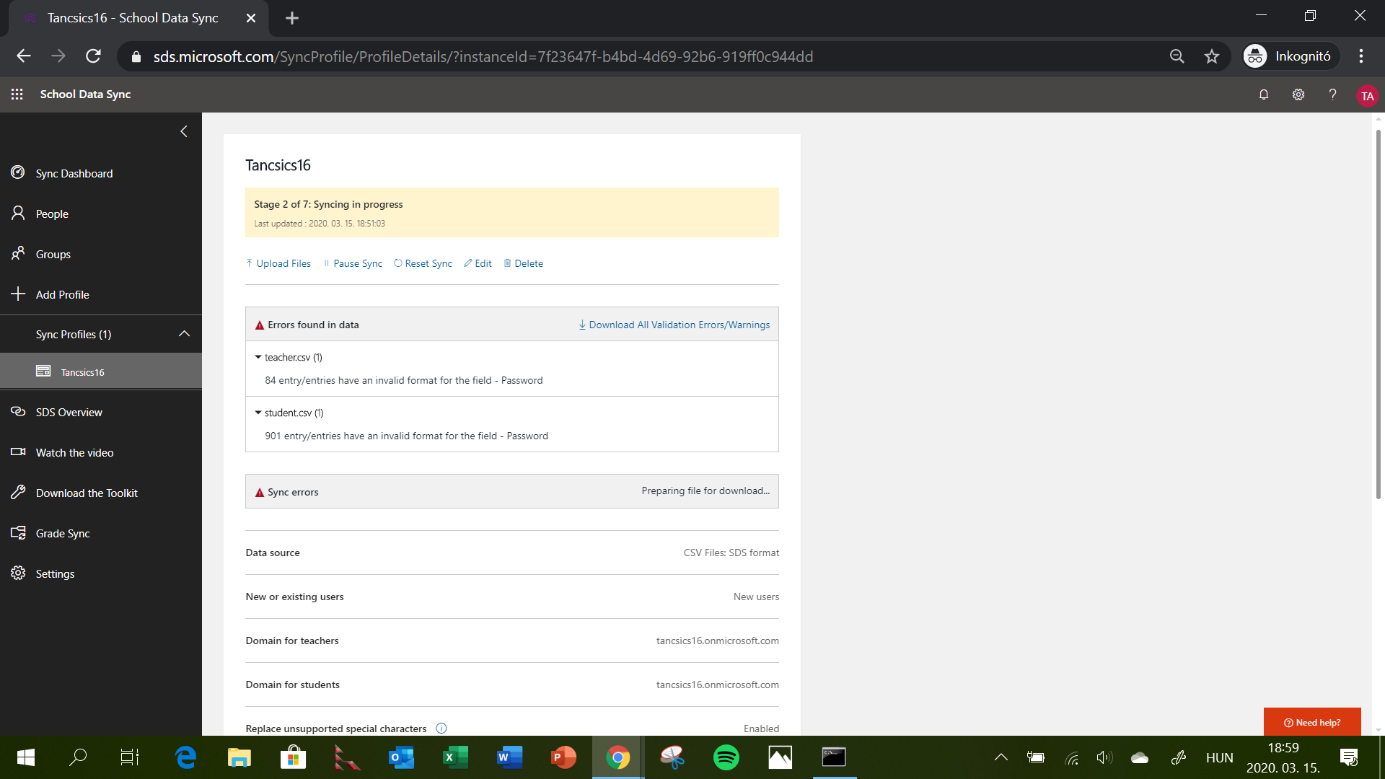 Tancsics16 - School Data Sync
sds.microsoft.com/SyncProfile/ProfileDetails/?instanceId=7f23647f-b4bd-4d69-92b6-919ff0c944dd
Inkognitó
School Data Sync
TA
Sync Dashboard
People
Groups
Add Profile
Sync Profiles (1)
Tancsics16
SDS Overview
Watch the video
Download the Toolkit
Grade Sync
Settings
Tancsics16
Stage 2 of 7: Syncing in progress
Last updated : 2020. 03. 15. 18:51:03
Upload Files Pause Sync Reset Sync Edit Delete
Errors found in data Download All Validation Errors/Warnings
teacher.csv (1)
84 entry/entries have an invalid format for the field - Password
student.csv (1)
901 entry/entries have an invalid format for the field - Password
Sync errors Preparing file for download...
Data source CSV Files: SDS format
New or existing users New users
Domain for teachers tancsics16.onmicrosoft.com
Domain for students tancsics16.onmicrosoft.com
Replace unsupported special characters Enabled
Need help?
HUN
18:59
2020. 03. 15.